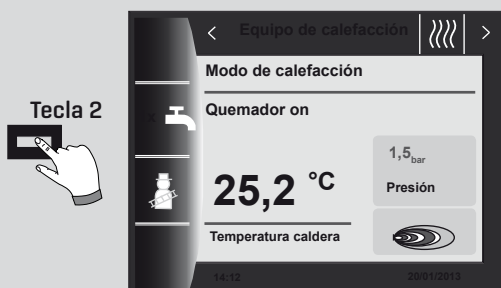 Tecla 2
Equipo de calefacción
Modo de calefacción
Quemador on
25,2 °C
1,5bar
Presión
Temperatura caldera
14:12
20/01/2013